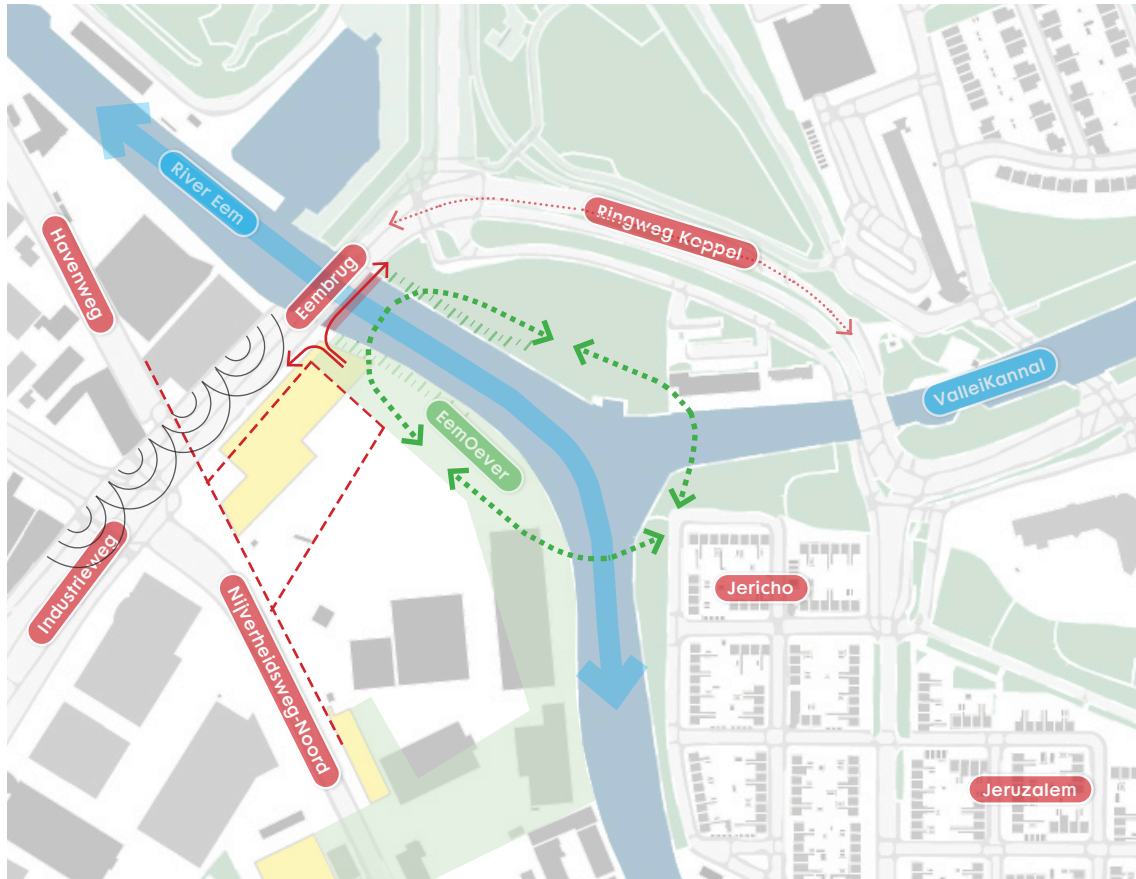 River Eem
Havenweg
Eembrug
Ringweg Koppel
ValleiKannal
EemOever
Industrieweg
Nijverheidsweg-Noord
Jericho
Jeruzalem